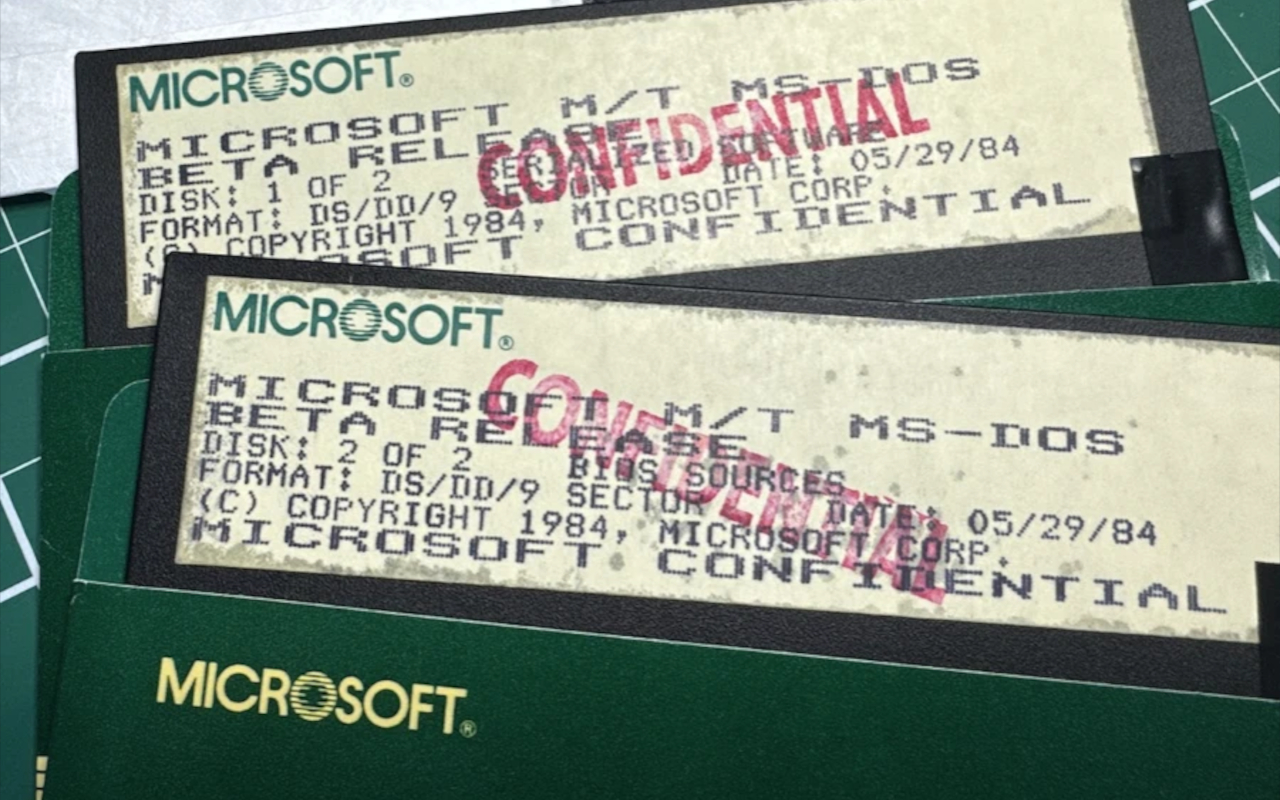 MICROSOFT®
MICROSOFT M/T MS-DOS
BETA RELEASE
CONFIDENTIAL
SERIALIZED SOFTWARE
DISK: 1 OF 2
FORMAT: DS/DD/9 SECTOR DATE: 05/29/84
(C) COPYRIGHT 1984, MICROSOFT CORP.
MICROSOFT CONFIDENTIAL
MICROSOFT®
MICROSOFT M/T MS-DOS
BETA RELEASE
CONFIDENTIAL
DISK: 2 OF 2 BIOS SOURCES
FORMAT: DS/DD/9 SECTOR DATE: 05/29/84
(C) COPYRIGHT 1984, MICROSOFT CORP.
MICROSOFT CONFIDENTIAL
MICROSOFT®